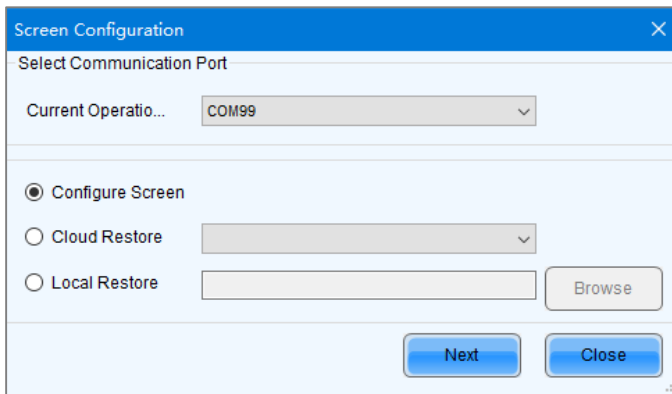 Screen Configuration
Select Communication Port
Current Operatio... COM99
Configure Screen
Cloud Restore
Local Restore Browse
Next Close